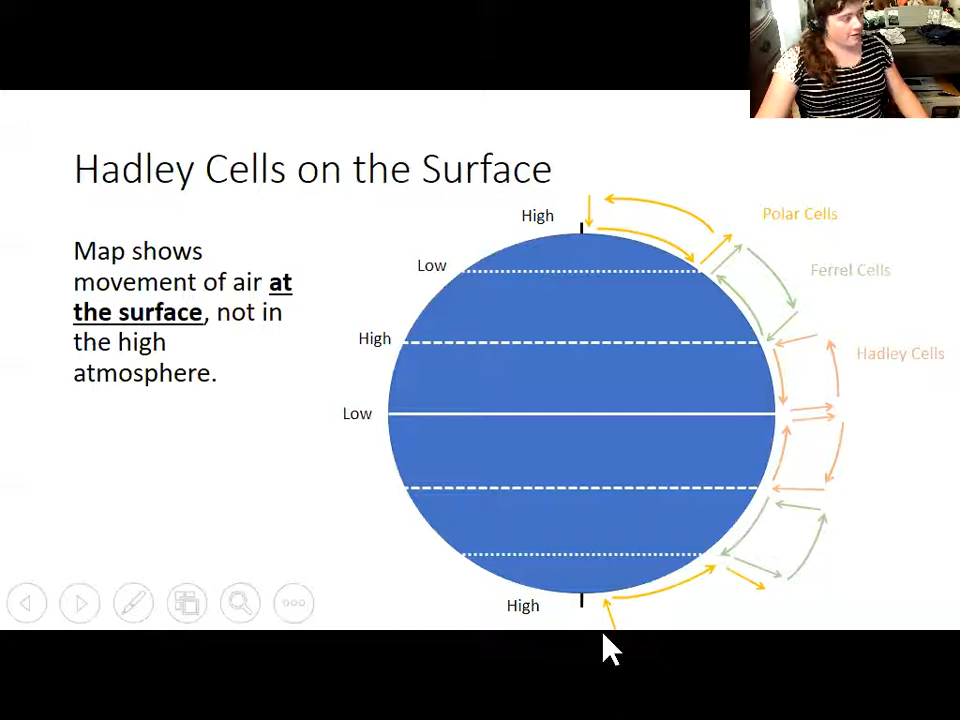 Hadley Cells on the Surface
Map shows
movement of air at
the surface, not in
the high
atmosphere.
High
Low
High
Low
High
Polar Cells
Ferrel Cells
Hadley Cells